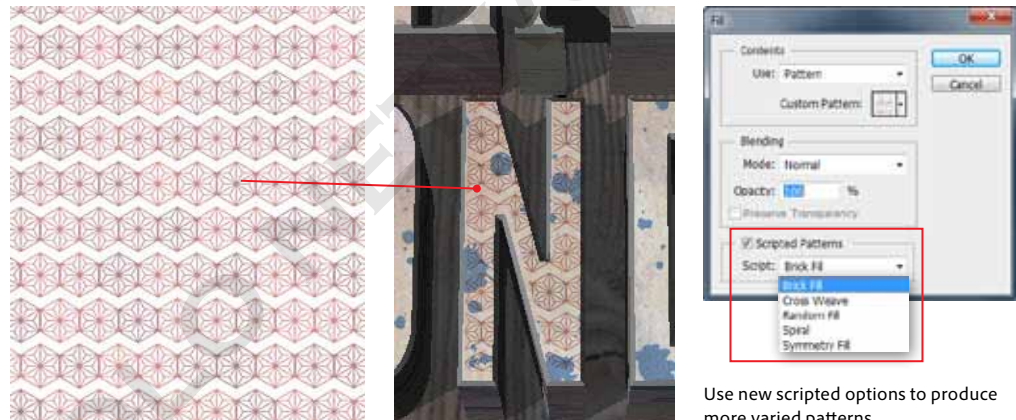 Fill
Contents
Use: Pattern
Custom Pattern:
OK
Cancel
Blending
Mode: Normal
Opacity: 100 %
Preserve Transparency
Scripted Patterns
Script: Brick Fill
Brick Fill
Cross Weave
Random Fill
Spiral
Symmetry Fill
N
Use new scripted options to produce
more varied patterns